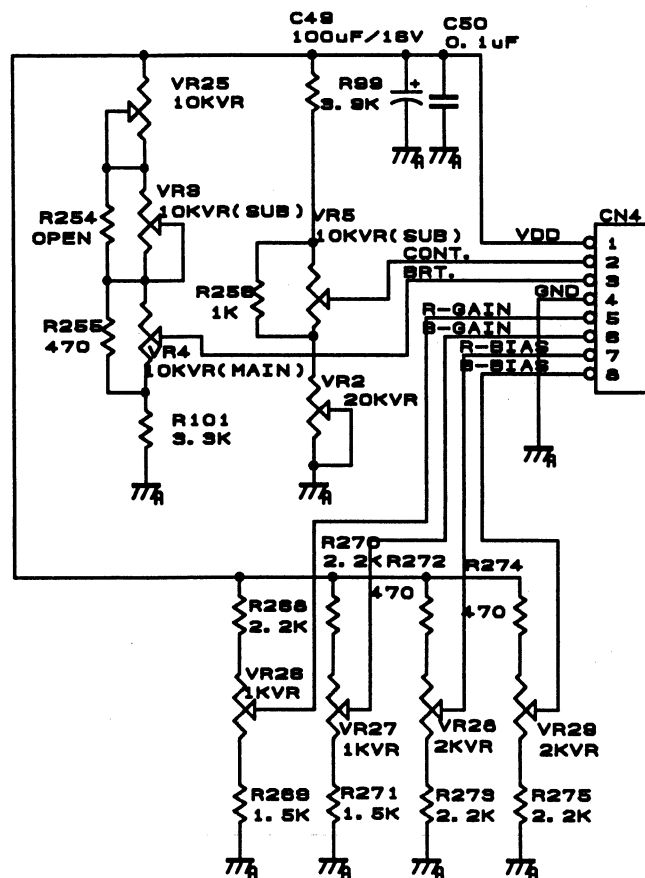 C49
100uF/16V
C50
0.1uF
VR25
10KVR
R99
3.9K
A
A
VR3
10KVR(SUB)
R254
OPEN
VR5
10KVR(SUB)
CN4
VDD
1
CONT.
2
BRT.
3
GND
4
R-GAIN
5
B-GAIN
6
R-BIAS
7
B-BIAS
8
R256
1K
R255
470
VR4
10KVR(MAIN)
VR2
20KVR
R101
3.3K
A
A
A
R270
2.2K
R272
470
R274
470
R268
2.2K
VR26
1KVR
VR27
1KVR
VR28
2KVR
VR29
2KVR
R269
1.5K
R271
1.5K
R273
2.2K
R275
2.2K
A
A
A
A